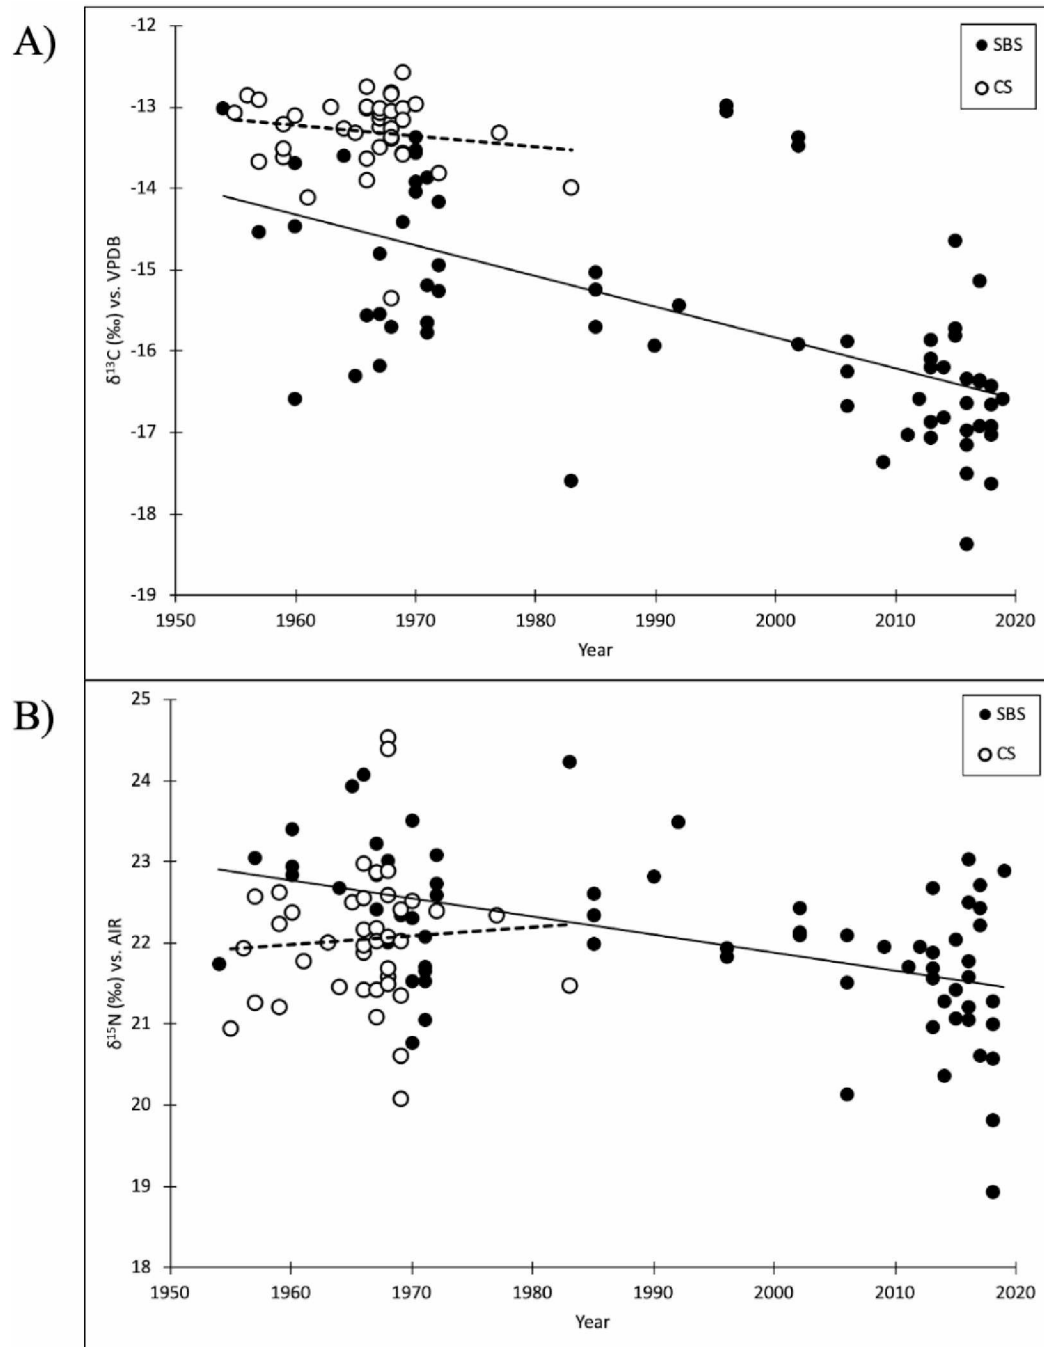 A)
-12
-13
-14
-15
-16
-17
-18
-19
δ¹³C (‰) vs. VPDB
SBS
CS
1950 1960 1970 1980 1990 2000 2010 2020
Year
B)
25
24
23
22
21
20
19
18
δ¹⁵N (‰) vs. AIR
SBS
CS
1950 1960 1970 1980 1990 2000 2010 2020
Year